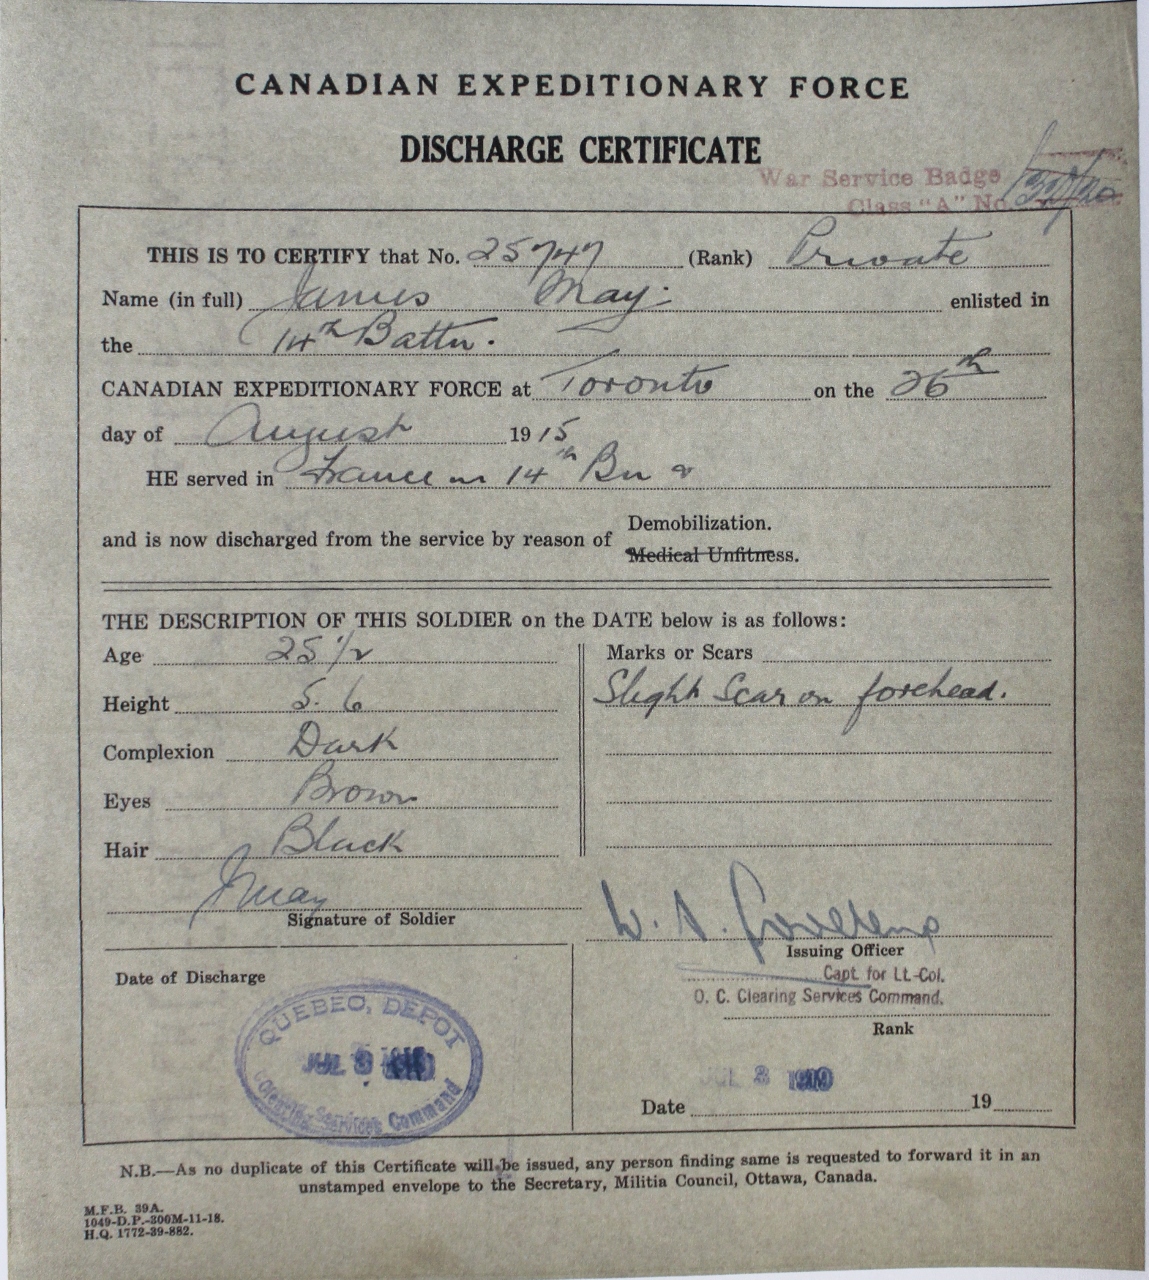 CANADIAN EXPEDITIONARY FORCE
DISCHARGE CERTIFICATE
War Service Badge
Class "A" No.
THIS IS TO CERTIFY that No. 25747 (Rank) Private
Name (in full) James May. enlisted in
the 14th Battn.
CANADIAN EXPEDITIONARY FORCE at Toronto on the 26th
day of August 1915
HE served in France in 14th Bn
and is now discharged from the service by reason of Demobilization.
Medical Unfitness.
THE DESCRIPTION OF THIS SOLDIER on the DATE below is as follows:
Age 25 1/2
Height 5. 6
Complexion Dark
Eyes Brown
Hair Black
Marks or Scars
Slight Scar on forehead.
J May
Signature of Soldier
W. S.
Issuing Officer
Capt. for Lt-Col.
O. C. Clearing Services Command.
Rank
Date of Discharge
QUEBEC, DEPOT
JUL 3 1919
Clearing Services Command
JUL 3 1919
Date 19
N.B.—As no duplicate of this Certificate will be issued, any person finding same is requested to forward it in an
unstamped envelope to the Secretary, Militia Council, Ottawa, Canada.
M.F.B. 39A.
1049-D.P.-300M-11-18.
H.Q. 1772-39-882.